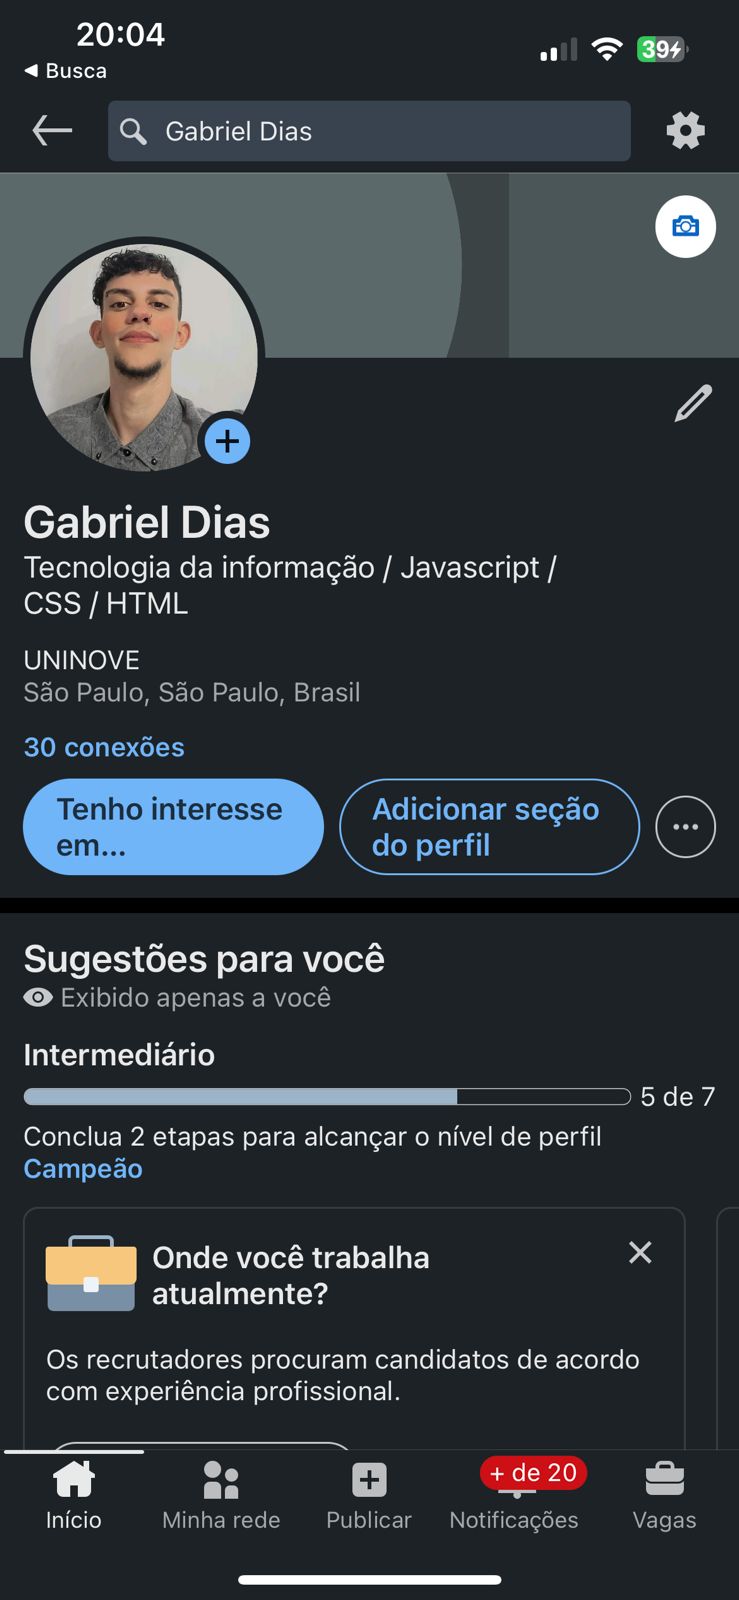 20:04
39
Busca
Gabriel Dias
Gabriel Dias
Tecnologia da informação / Javascript /
CSS / HTML
UNINOVE
São Paulo, São Paulo, Brasil
30 conexões
Tenho interesse
em...
Adicionar seção
do perfil
Sugestões para você
Exibido apenas a você
Intermediário
5 de 7
Conclua 2 etapas para alcançar o nível de perfil
Campeão
Onde você trabalha
atualmente?
Os recrutadores procuram candidatos de acordo
com experiência profissional.
+ de 20
Início
Minha rede
Publicar
Notificações
Vagas